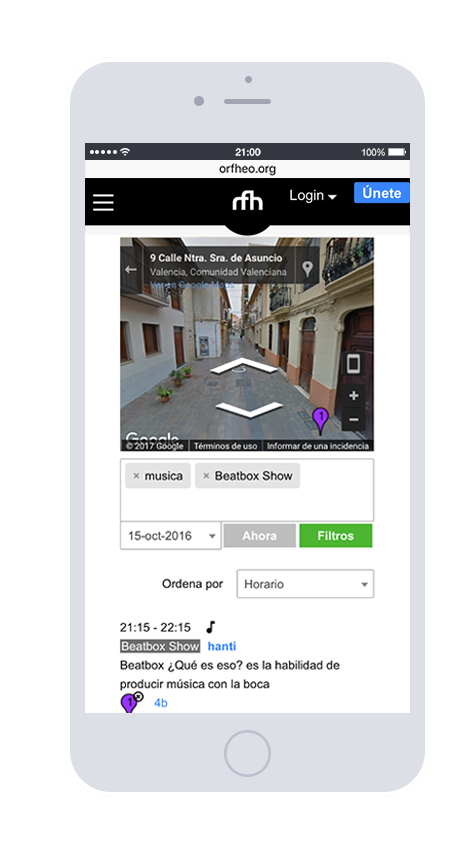 21:00
100%
orfheo.org
rfh
Login
Únete
9 Calle Ntra. Sra. de Asuncio
Valencia, Comunidad Valenciana
Ver en Google Maps
1
Google
© 2017 Google
Términos de uso
Informar de una incidencia
× musica
× Beatbox Show
15-oct-2016
Ahora
Filtros
Ordena por
Horario
21:15 - 22:15
Beatbox Show hanti
Beatbox ¿Qué es eso? es la habilidad de
producir música con la boca
1
4b